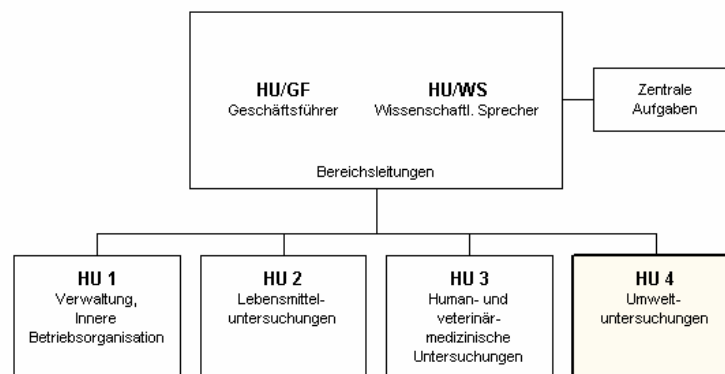 HU/GF
Geschäftsführer
HU/WS
Wissenschaftl. Sprecher
Zentrale
Aufgaben
Bereichsleitungen
HU 1
Verwaltung,
Innere
Betriebsorganisation
HU 2
Lebensmittel-
untersuchungen
HU 3
Human- und
veterinär-
medizinische
Untersuchungen
HU 4
Umwelt-
untersuchungen